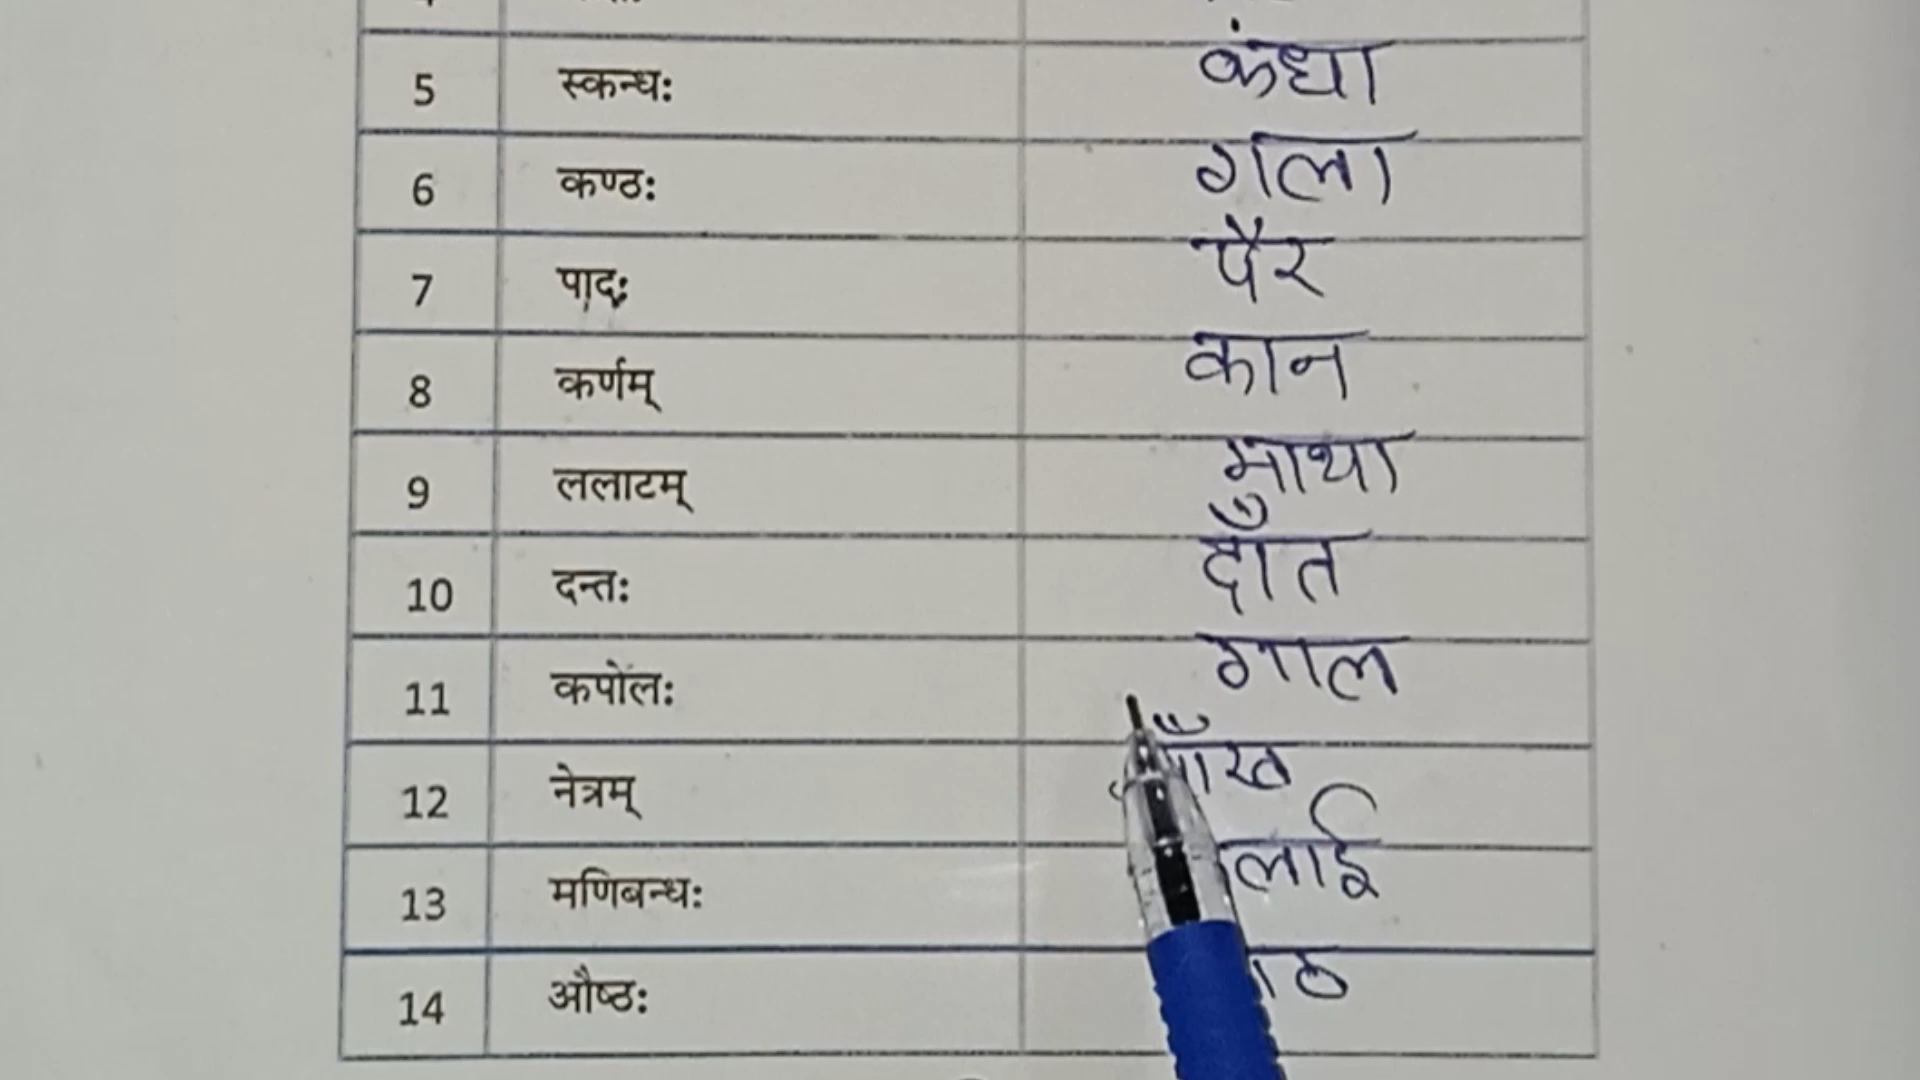 5 स्कन्धः कंधा
6 कण्ठः गला
7 पादः पैर
8 कर्णम् कान
9 ललाटम् माथा
10 दन्तः दाँत
11 कपोलः गाल
12 नेत्रम्
13 मणिबन्धः
14 औष्ठः